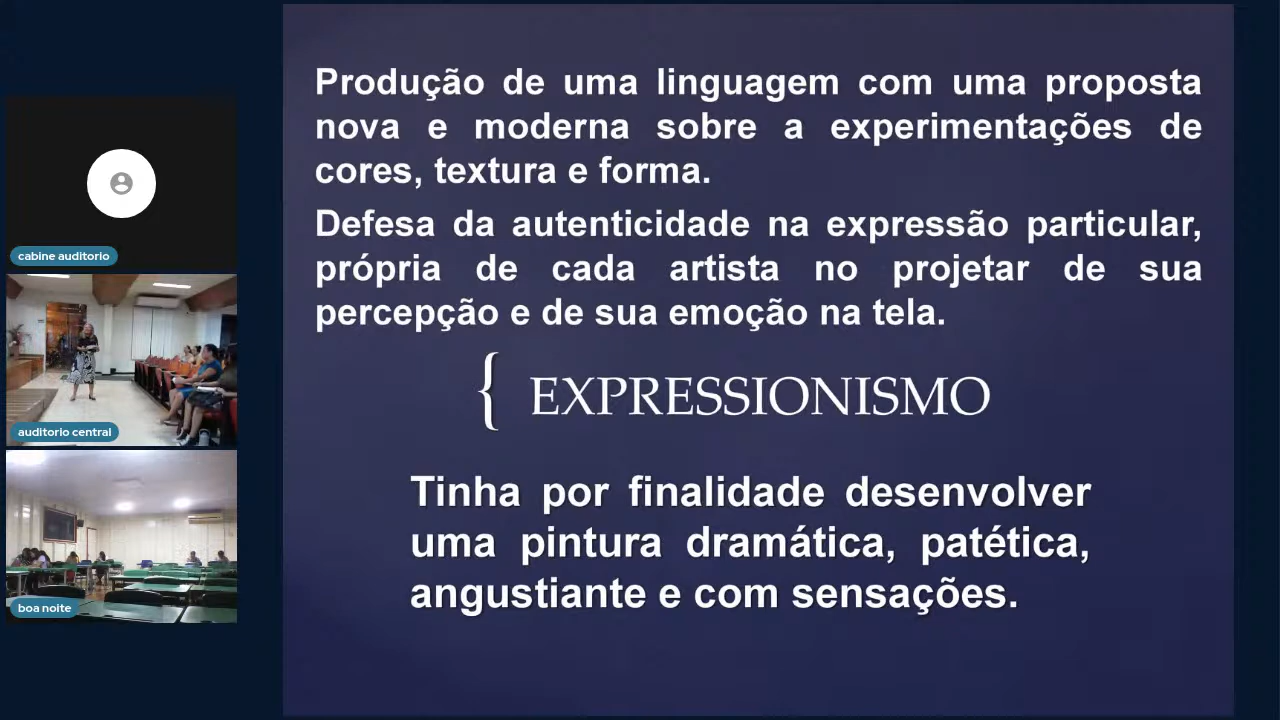 Produção de uma linguagem com uma proposta
nova e moderna sobre a experimentações de
cores, textura e forma.
Defesa da autenticidade na expressão particular,
própria de cada artista no projetar de sua
percepção e de sua emoção na tela.
{ EXPRESSIONISMO
Tinha por finalidade desenvolver
uma pintura dramática, patética,
angustiante e com sensações.
cabine auditorio
auditorio central
boa noite